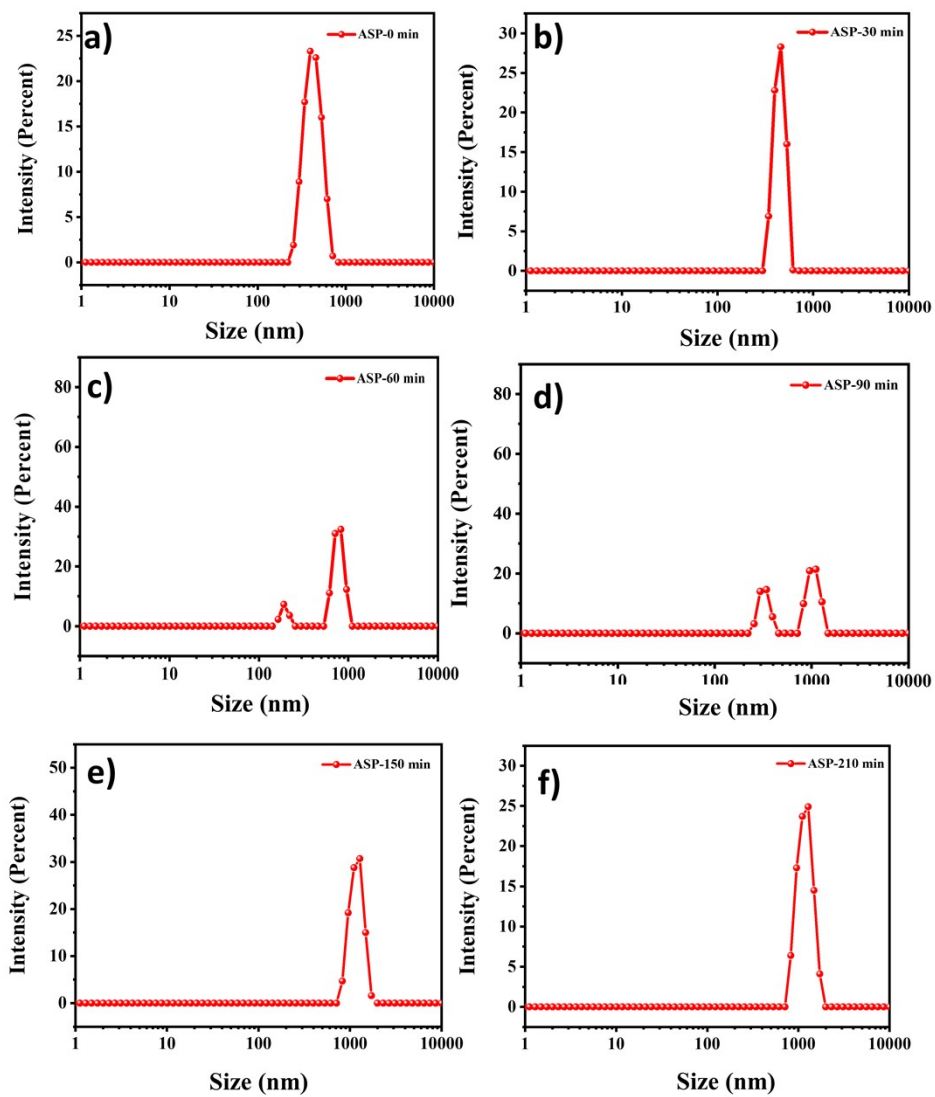 a)
ASP-0 min
25
20
15
10
5
0
Intensity (Percent)
1 10 100 1000 10000
Size (nm)
b)
ASP-30 min
30
25
20
15
10
5
0
Intensity (Percent)
1 10 100 1000 10000
Size (nm)
c)
ASP-60 min
80
60
40
20
0
Intensity (Percent)
1 10 100 1000 10000
Size (nm)
d)
ASP-90 min
80
60
40
20
0
Intensity (Percent)
1 10 100 1000 10000
Size (nm)
e)
ASP-150 min
50
40
30
20
10
0
Intensity (Percent)
1 10 100 1000 10000
Size (nm)
f)
ASP-210 min
30
25
20
15
10
5
0
Intensity (Percent)
1 10 100 1000 10000
Size (nm)